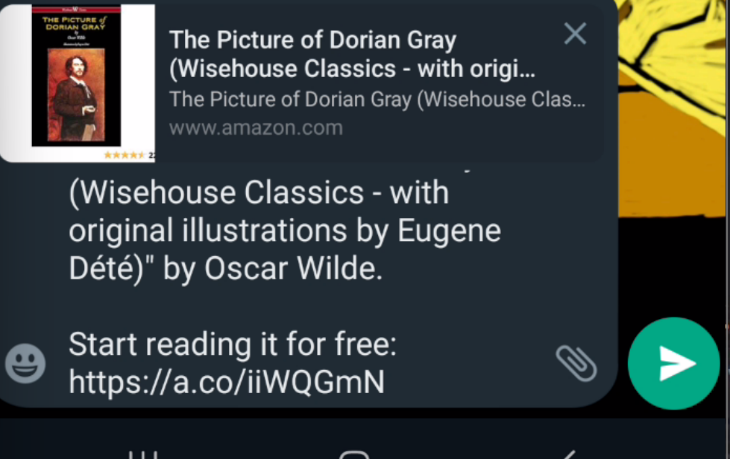 THE PICTURE of
DORIAN GRAY
The Picture of Dorian Gray
(Wisehouse Classics - with origi...
The Picture of Dorian Gray (Wisehouse Clas...
www.amazon.com
(Wisehouse Classics - with
original illustrations by Eugene
Dété)" by Oscar Wilde.
Start reading it for free:
https://a.co/iiWQGmN